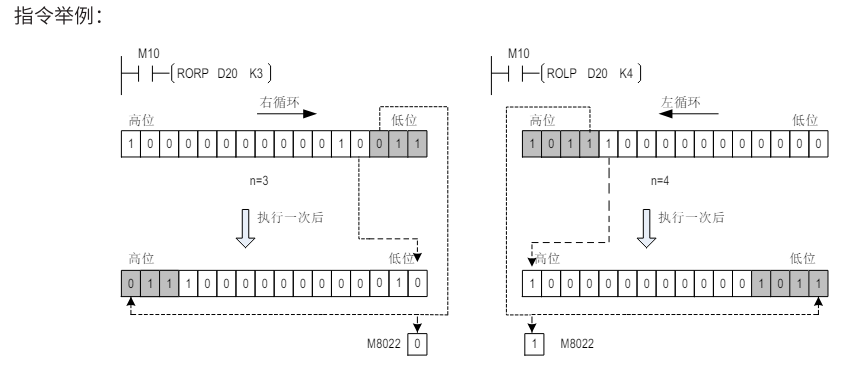 指令举例：
M10
RORP D20 K3
右循环
高位 低位
1 0 0 0 0 0 0 0 0 0 0 1 0 0 1 1
n=3
执行一次后
高位 低位
0 1 1 1 0 0 0 0 0 0 0 0 0 0 1 0
M8022 0
M10
ROLP D20 K4
左循环
高位 低位
1 0 1 1 1 0 0 0 0 0 0 0 0 0 0 0
n=4
执行一次后
高位 低位
1 0 0 0 0 0 0 0 0 0 0 0 1 0 1 1
1 M8022